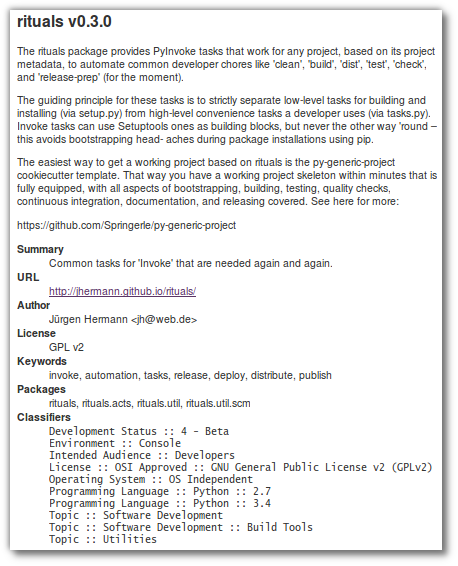 rituals v0.3.0
The rituals package provides PyInvoke tasks that work for any project, based on its project
metadata, to automate common developer chores like 'clean', 'build', 'dist', 'test', 'check',
and 'release-prep' (for the moment).
The guiding principle for these tasks is to strictly separate low-level tasks for building and
installing (via setup.py) from high-level convenience tasks a developer uses (via tasks.py).
Invoke tasks can use Setuptools ones as building blocks, but never the other way 'round –
this avoids bootstrapping head- aches during package installations using pip.
The easiest way to get a working project based on rituals is the py-generic-project
cookiecutter template. That way you have a working project skeleton within minutes that is
fully equipped, with all aspects of bootstrapping, building, testing, quality checks,
continuous integration, documentation, and releasing covered. See here for more:
https://github.com/Springerle/py-generic-project
Summary
Common tasks for 'Invoke' that are needed again and again.
URL
http://jhermann.github.io/rituals/
Author
Jürgen Hermann <jh@web.de>
License
GPL v2
Keywords
invoke, automation, tasks, release, deploy, distribute, publish
Packages
rituals, rituals.acts, rituals.util, rituals.util.scm
Classifiers
Development Status :: 4 - Beta
Environment :: Console
Intended Audience :: Developers
License :: OSI Approved :: GNU General Public License v2 (GPLv2)
Operating System :: OS Independent
Programming Language :: Python :: 2.7
Programming Language :: Python :: 3.4
Topic :: Software Development
Topic :: Software Development :: Build Tools
Topic :: Utilities